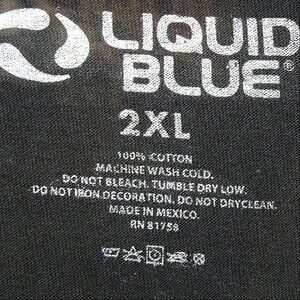 LIQUID
BLUE®
2XL
100% COTTON
MACHINE WASH COLD.
DO NOT BLEACH. TUMBLE DRY LOW.
DO NOT IRON DECORATION. DO NOT DRYCLEAN.
MADE IN MEXICO.
RN 81758